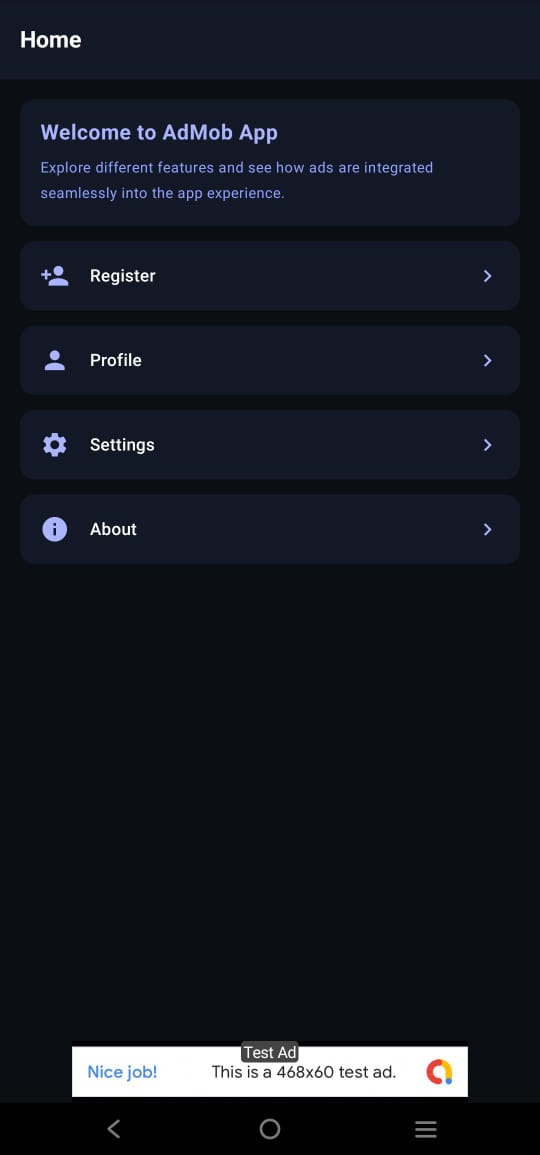 Home
Welcome to AdMob App
Explore different features and see how ads are integrated
seamlessly into the app experience.
Register
Profile
Settings
About
Test Ad
Nice job! This is a 468x60 test ad.